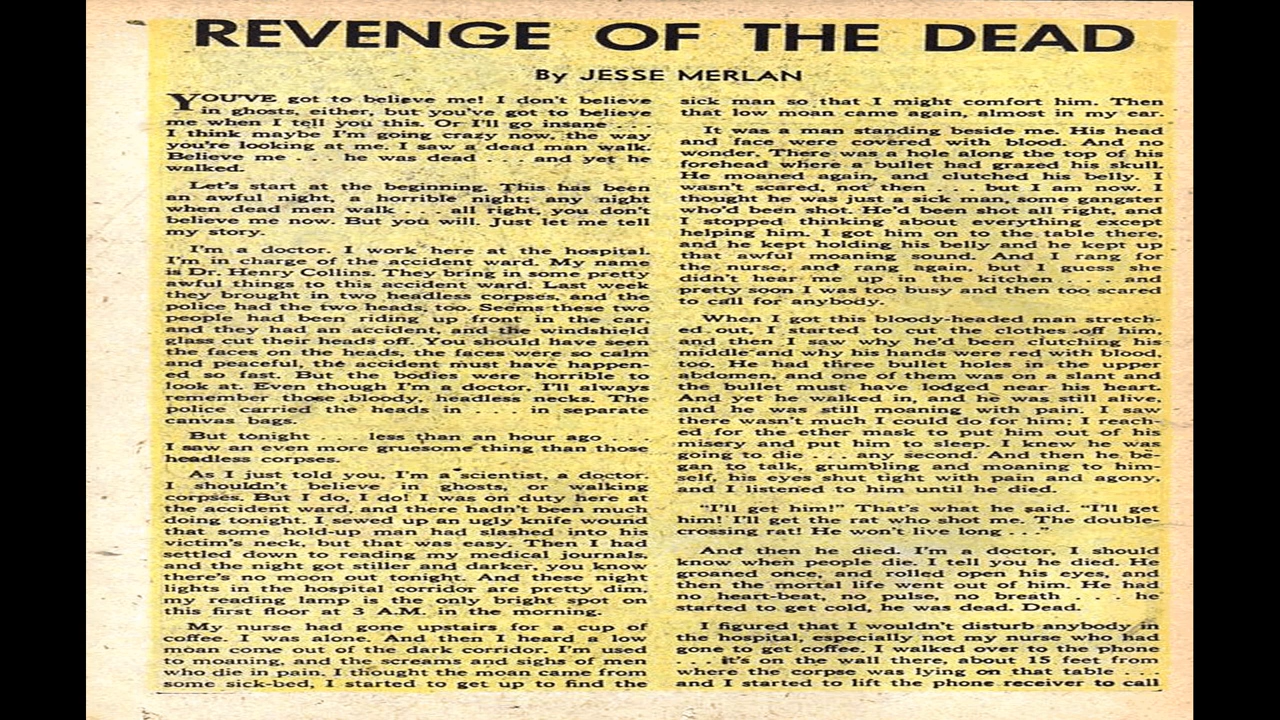 REVENGE OF THE DEAD
By JESSE MERLAN
YOU'VE got to believe me! I don't believe
in ghosts, either, but you've got to believe
me when I tell you this. Or I'll go insane . . .
I think maybe I'm going crazy now, the way
you're looking at me. I saw a dead man walk.
Believe me . . . he was dead . . . and yet he
walked.
Let's start at the beginning. This has been
an awful night, a horrible night; any night
when dead men walk . . . all right, you don't
believe me now. But you will. Just let me tell
my story.
I'm a doctor. I work here at the hospital.
I'm in charge of the accident ward. My name
is Dr. Henry Collins. They bring in some pretty
awful things to this accident ward. Last week
they brought in two headless corpses, and the
police had the two heads, too. Seems these two
people had been riding up front in the car
and they had an accident, and the windshield
glass cut their heads off. You should have seen
the faces on the heads, the faces were so calm
and peaceful, the accident must have happen-
ed so fast. But the bodies were horrible to
look at. Even though I'm a doctor, I'll always
remember those bloody, headless necks. The
police carried the heads in . . . in separate
canvas bags.
But tonight . . . less than an hour ago . . .
I saw an even more gruesome thing than those
headless corpses.
As I just told you, I'm a scientist, a doctor.
I shouldn't believe in ghosts, or walking
corpses. But I do, I do! I was on duty here at
the accident ward, and there hadn't been much
doing tonight. I sewed up an ugly knife wound
that some hold-up man had slashed into his
victim's neck, but that was easy. Then I had
settled down to reading my medical journals,
and the night got stiller and darker, you know
there's no moon out tonight. And these night
lights in the hospital corridor are pretty dim,
my reading lamp is the only bright spot on
this first floor at 3 A.M. in the morning.
My nurse had gone upstairs for a cup of
coffee. I was alone. And then I heard a low
moan come out of the dark corridor. I'm used
to moaning, and the screams and sighs of men
who die in pain. I thought the moan came from
some sick-bed, I started to get up to find the
sick man so that I might comfort him. Then
that low moan came again, almost in my ear.
It was a man standing beside me. His head
and face were covered with blood. And no
wonder. There was a hole along the top of his
forehead where a bullet had grazed his skull.
He moaned again, and clutched his belly. I
wasn't scared, not then . . . but I am now. I
thought he was just a sick man, some gangster
who'd been shot. He'd been shot all right, and
I stopped thinking about everything except
helping him. I got him on to the table there,
and he kept holding his belly and he kept up
that awful moaning sound. And I rang for
the nurse, and rang again, but I guess she
didn't hear me up in the kitchen . . . and
pretty soon I was too busy and then too scared
to call for anybody.
When I got this bloody-headed man stretch-
ed out, I started to cut the clothes off him,
and then I saw why he'd been clutching his
middle and why his hands were red with blood,
too. He had three bullet holes in the upper
abdomen, and one of them was on a slant and
the bullet must have lodged near his heart.
And yet he walked in, and he was still alive,
and he was still moaning with pain. I saw
there wasn't much I could do for him; I reach-
ed for the ether mask to put him out of his
misery and put him to sleep. I knew he was
going to die . . . any second. And then he be-
gan to talk, grumbling and moaning to him-
self, his eyes shut tight with pain and agony,
and I listened to him until he died.
"I'll get him!" That's what he said. "I'll get
him! I'll get the rat who shot me. The double-
crossing rat! He won't live long . . ."
And then he died. I'm a doctor, I should
know when people die. I tell you he died. He
groaned once, and rolled open his eyes, and
then the mortal life went out of him. He had
no heart-beat, no pulse, no breath . . . he
started to get cold, he was dead. Dead.
I figured that I wouldn't disturb anybody in
the hospital, especially not my nurse who had
gone to get coffee. I walked over to the phone
. . . it's on the wall there, about 15 feet from
where the corpse was lying on that table . . .
and I started to lift the phone receiver to call